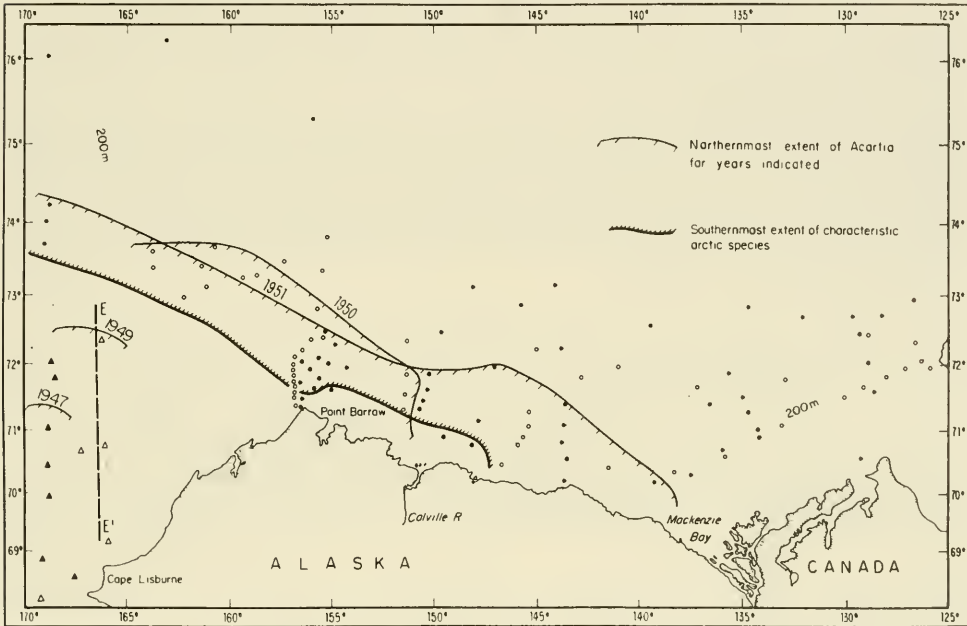 170° 165° 160° 155° 150° 145° 140° 135° 130° 125°
76° 76°
75° 75°
74° 74°
73° 73°
72° 72°
71° 71°
70° 70°
69° 69°
200m
Narthernmost extent of Acartia
far years indicated
Southernmost extent of characteristic
arctic species
1951
1950
E
1949
1947
E'
200m
Point Barrow
Colville R
Mackenzie
Bay
Cape Lisburne
ALASKA
CANADA
170° 165° 160° 155° 150° 145° 140° 135° 130° 125°